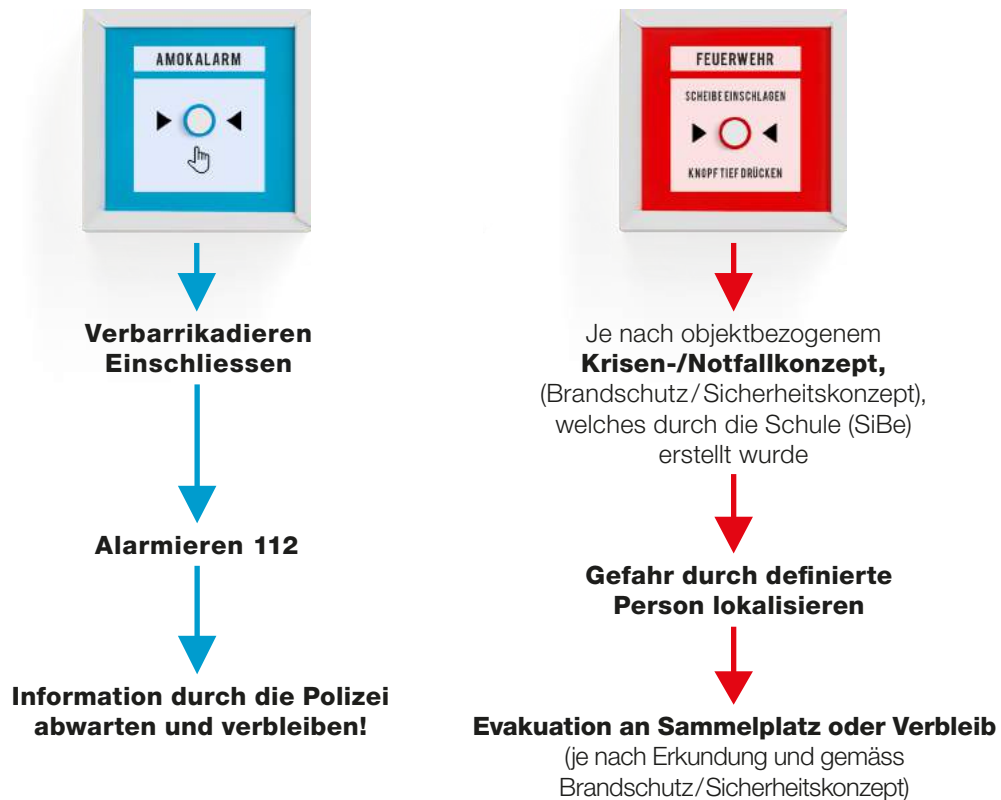 AMOKALARM
Verbarrikadieren
Einschliessen
Alarmieren 112
Information durch die Polizei
abwarten und verbleiben!
FEUERWEHR
SCHEIBE EINSCHLAGEN
KNOPF TIEF DRÜCKEN
Je nach objektbezogenem
Krisen-/Notfallkonzept,
(Brandschutz/Sicherheitskonzept),
welches durch die Schule (SiBe)
erstellt wurde
Gefahr durch definierte
Person lokalisieren
Evakuation an Sammelplatz oder Verbleib
(je nach Erkundung und gemäss
Brandschutz/Sicherheitskonzept)